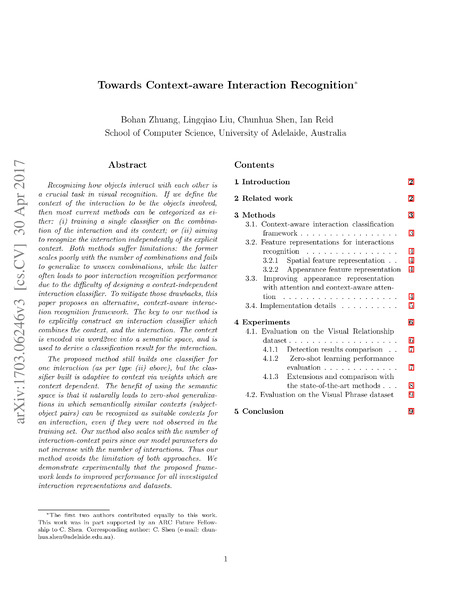 Towards Context-aware Interaction Recognition*
Bohan Zhuang, Lingqiao Liu, Chunhua Shen, Ian Reid
School of Computer Science, University of Adelaide, Australia
arXiv:1703.06246v3 [cs.CV] 30 Apr 2017
Abstract
Recognizing how objects interact with each other is
a crucial task in visual recognition. If we define the
context of the interaction to be the objects involved,
then most current methods can be categorized as ei-
ther: (i) training a single classifier on the combina-
tion of the interaction and its context; or (ii) aiming
to recognize the interaction independently of its explicit
context. Both methods suffer limitations: the former
scales poorly with the number of combinations and fails
to generalize to unseen combinations, while the latter
often leads to poor interaction recognition performance
due to the difficulty of designing a context-independent
interaction classifier. To mitigate those drawbacks, this
paper proposes an alternative, context-aware interac-
tion recognition framework. The key to our method is
to explicitly construct an interaction classifier which
combines the context, and the interaction. The context
is encoded via word2vec into a semantic space, and is
used to derive a classification result for the interaction.
The proposed method still builds one classifier for
one interaction (as per type (ii) above), but the clas-
sifier built is adaptive to context via weights which are
context dependent. The benefit of using the semantic
space is that it naturally leads to zero-shot generaliza-
tions in which semantically similar contexts (subject-
object pairs) can be recognized as suitable contexts for
an interaction, even if they were not observed in the
training set. Our method also scales with the number of
interaction-context pairs since our model parameters do
not increase with the number of interactions. Thus our
method avoids the limitation of both approaches. We
demonstrate experimentally that the proposed frame-
work leads to improved performance for all investigated
interaction representations and datasets.
*The first two authors contributed equally to this work.
This work was in part supported by an ARC Future Fellow-
ship to C. Shen. Corresponding author: C. Shen (e-mail: chun-
hua.shen@adelaide.edu.au).
Contents
1 Introduction 2
2 Related work 2
3 Methods 3
3.1. Context-aware interaction classification
framework . . . . . . . . . . . . . . . . . 3
3.2. Feature representations for interactions
recognition . . . . . . . . . . . . . . . . 4
3.2.1 Spatial feature representation . . 4
3.2.2 Appearance feature representation 4
3.3. Improving appearance representation
with attention and context-aware atten-
tion . . . . . . . . . . . . . . . . . . . . 4
3.4. Implementation details . . . . . . . . . . 7
4 Experiments 6
4.1. Evaluation on the Visual Relationship
dataset . . . . . . . . . . . . . . . . . . . 6
4.1.1 Detection results comparison . . 7
4.1.2 Zero-shot learning performance
evaluation . . . . . . . . . . . . . 7
4.1.3 Extensions and comparison with
the state-of-the-art methods . . . 8
4.2. Evaluation on the Visual Phrase dataset 9
5 Conclusion 9
1